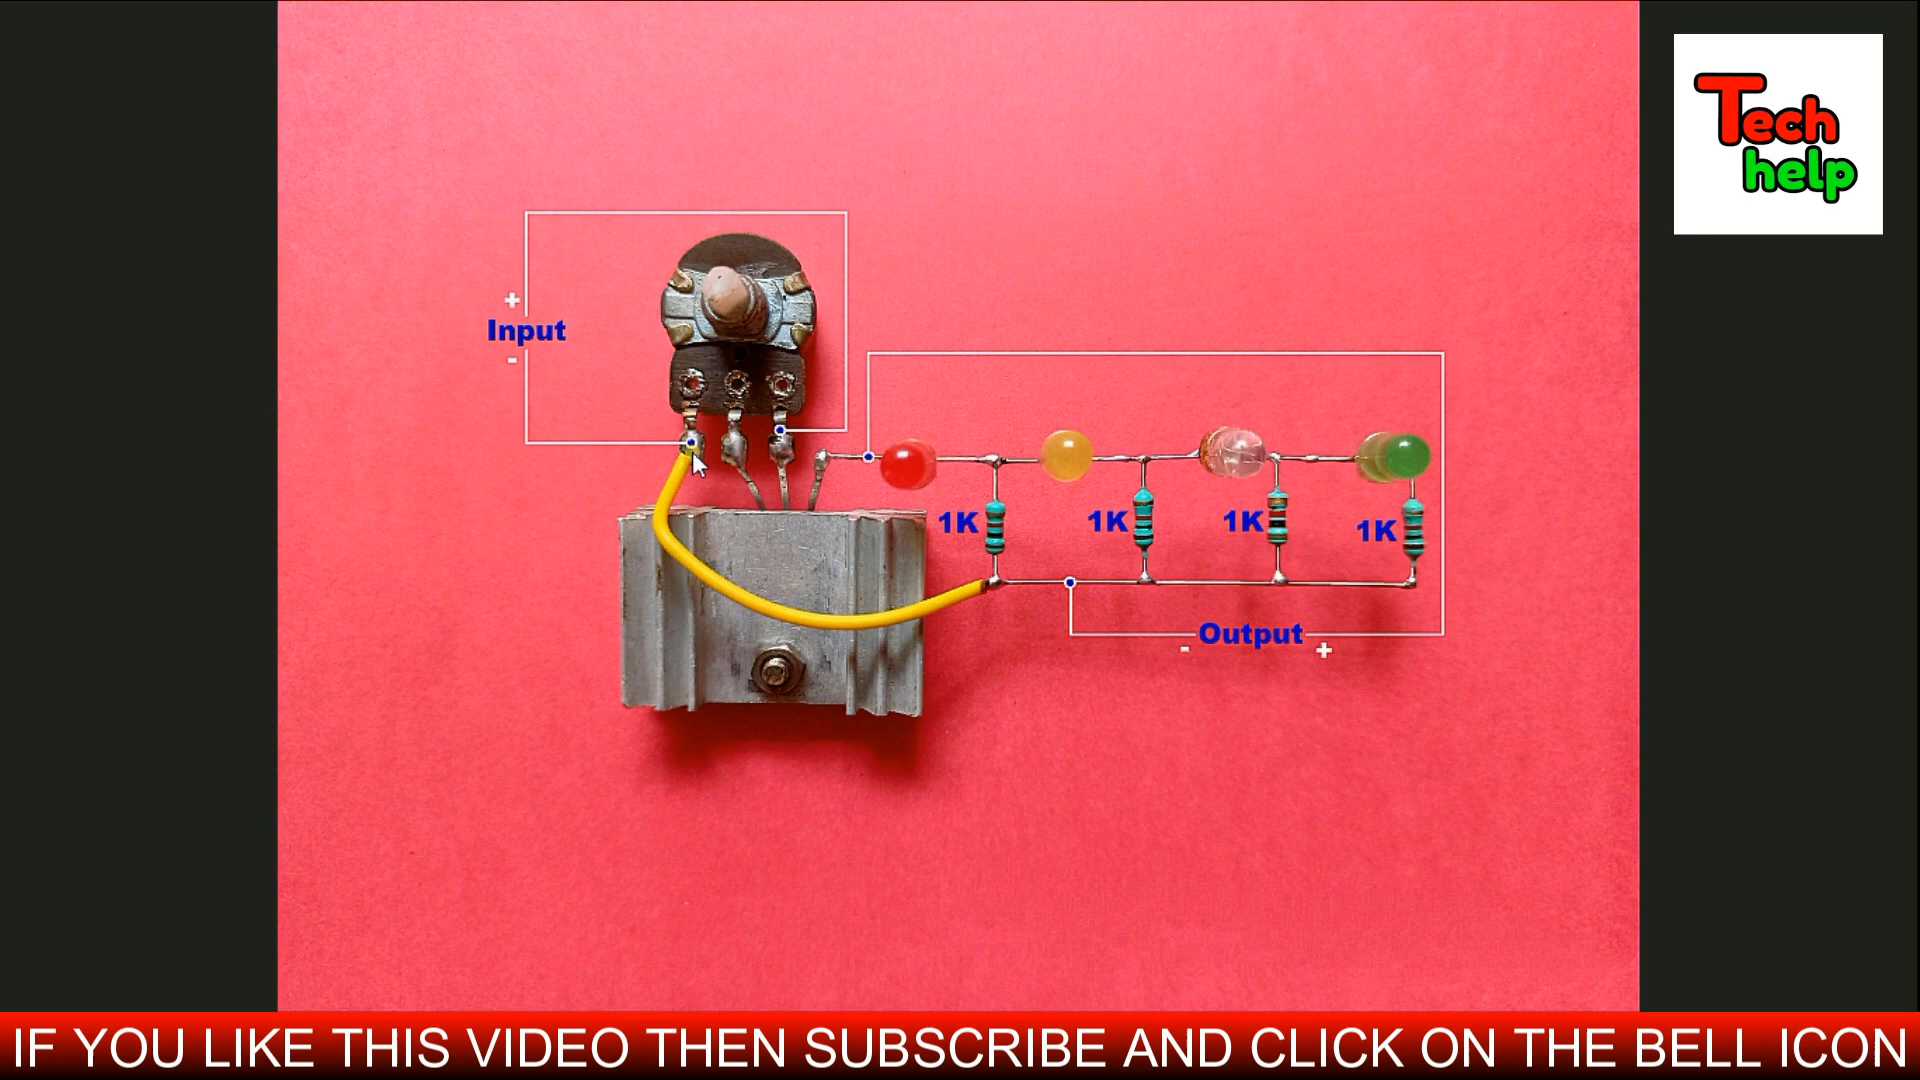 Tech
help
+
Input
-
1K
1K
1K
1K
Output
-
+
IF YOU LIKE THIS VIDEO THEN SUBSCRIBE AND CLICK ON THE BELL ICON